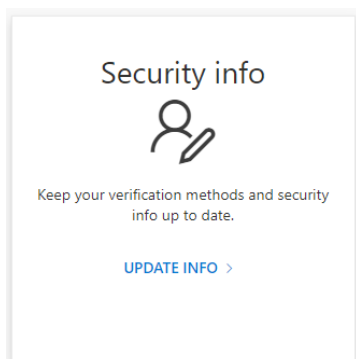 Security info
Keep your verification methods and security
info up to date.
UPDATE INFO >